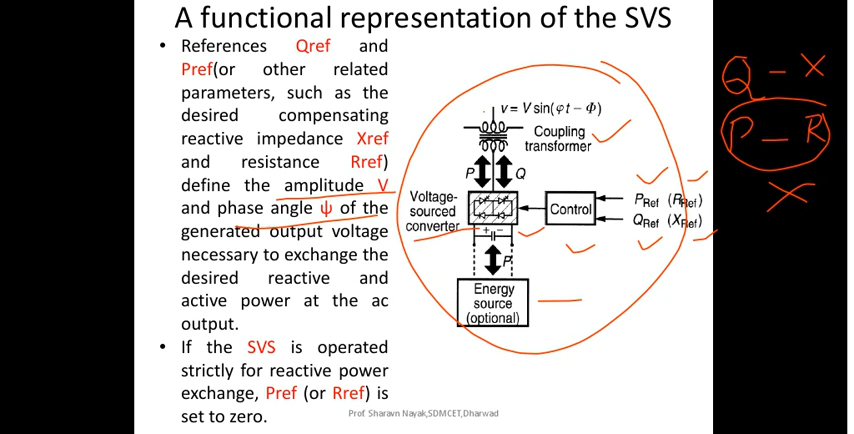 A functional representation of the SVS
• References Qref and
Pref(or other related
parameters, such as the
desired compensating
reactive impedance Xref
and resistance Rref)
define the amplitude V
and phase angle ψ of the
generated output voltage
necessary to exchange the
desired reactive and
active power at the ac
output.
• If the SVS is operated
strictly for reactive power
exchange, Pref (or Rref) is
set to zero.
v = V sin(φt – Φ)
Coupling
transformer
P Q
Voltage-
sourced
converter
+ –
Control
PRef (RRef)
QRef (XRef)
P
Energy
source
(optional)
Q – X
P – R
X
Prof Sharavn Nayak,SDMCET,Dharwad